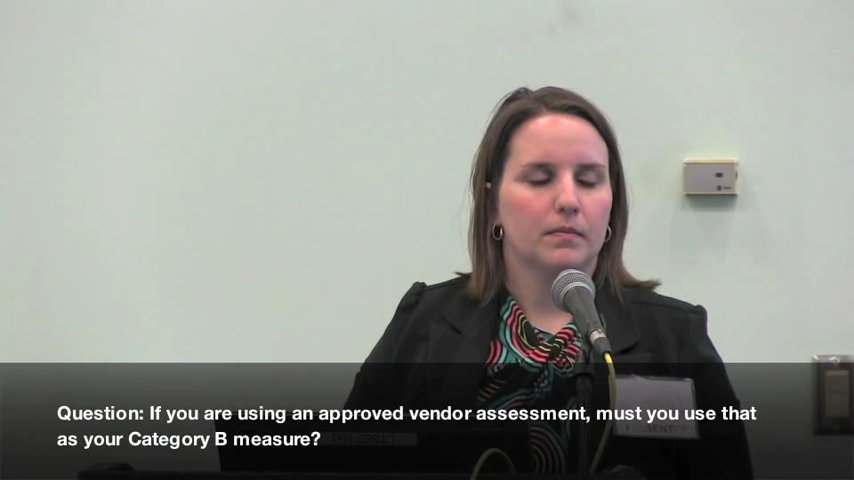 Question: If you are using an approved vendor assessment, must you use that
as your Category B measure?